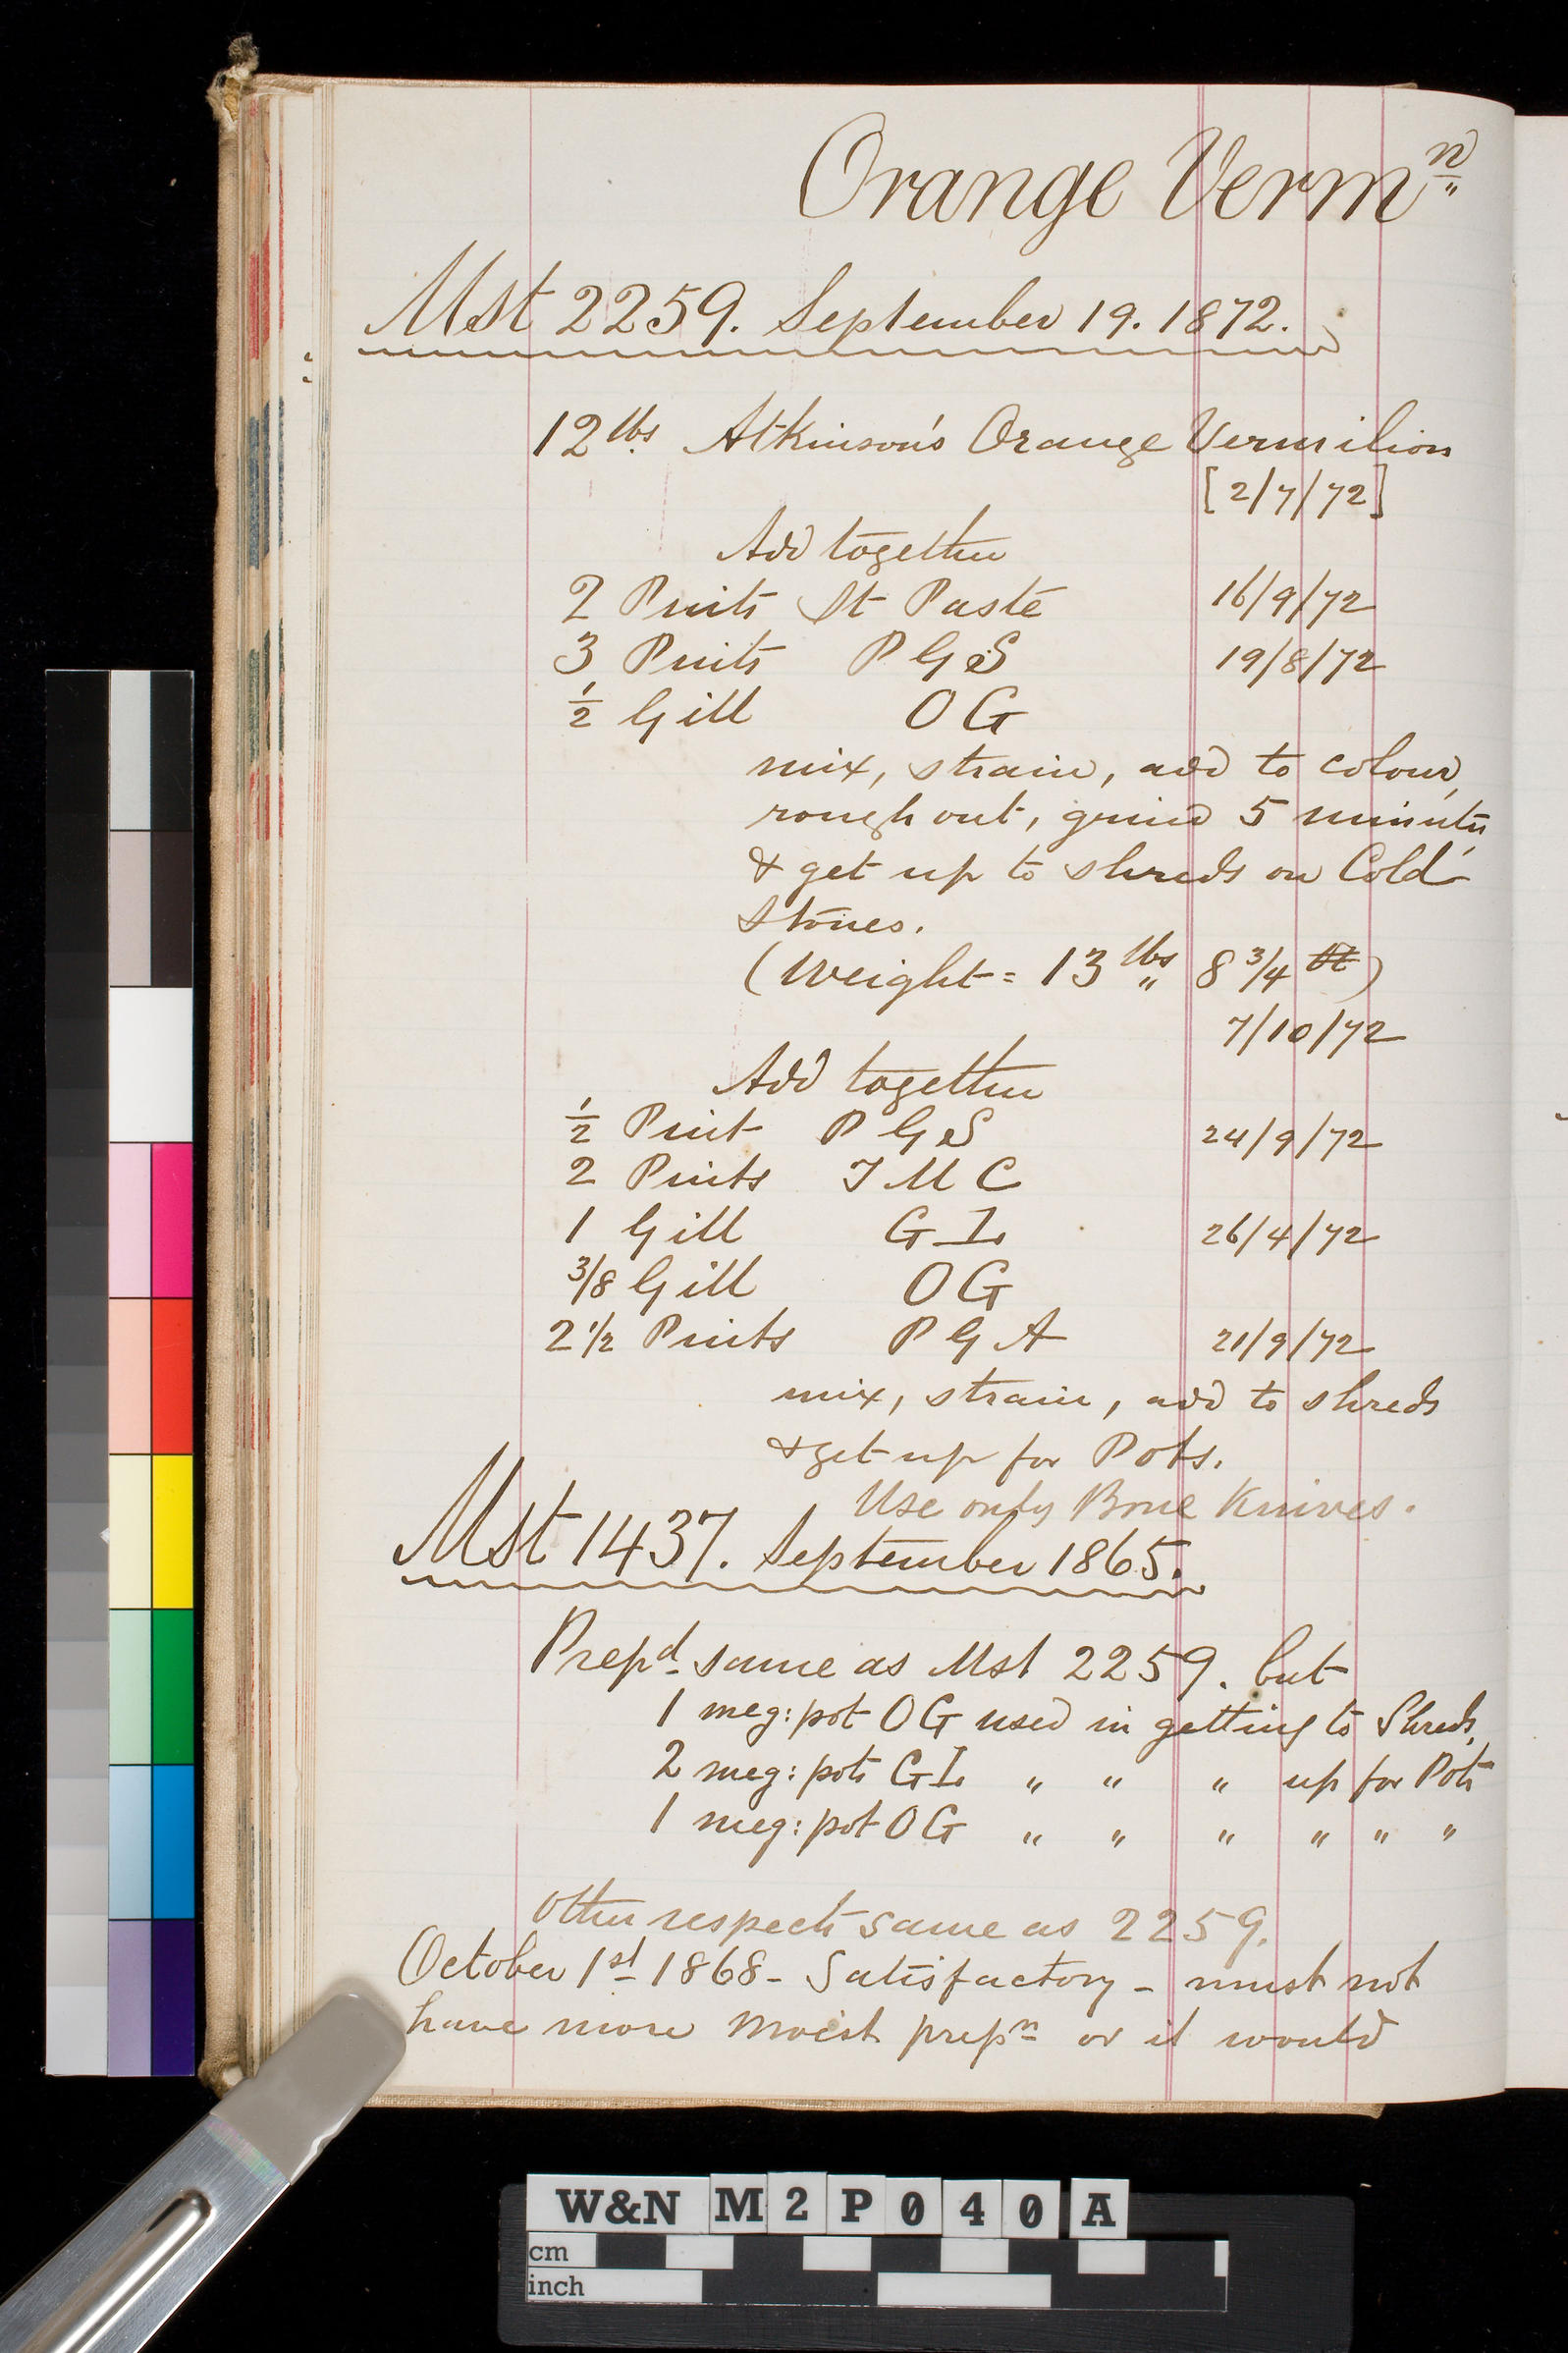 Orange Vermn
Mst 2259. September 19. 1872.
12 lbs Atkinson's Orange Vermilion
[2/7/72]
Add together
2 Pints St Paste 16/9/72
3 Pints P G S 19/8/72
1/2 Gill O G
mix, strain, add to colour,
rough out, grind 5 minutes,
& get up to shreds on Cold
Stones.
(Weight = 13 lbs 8 3/4
7/10/72
Add together
1/2 Pint P G S 24/9/72
2 Pints J M C
1 Gill G L 26/4/72
3/8 Gill O G
2 1/2 Pints P G A 21/9/72
mix, strain, add to shreds
& get up for Pots.
Use only Bone Knives.
Mst 1437. September 1865.
Prepd same as Mst 2259. but
1 meg: pot OG used in getting to Shreds,
2 meg: pots GL " " " up for Pots
1 meg: pot OG " " " " " "
Other respects same as 2259.
October 1st 1868 - Satisfactory - must not
have more moist prepn or it would
W&N M2P040A
cm
inch